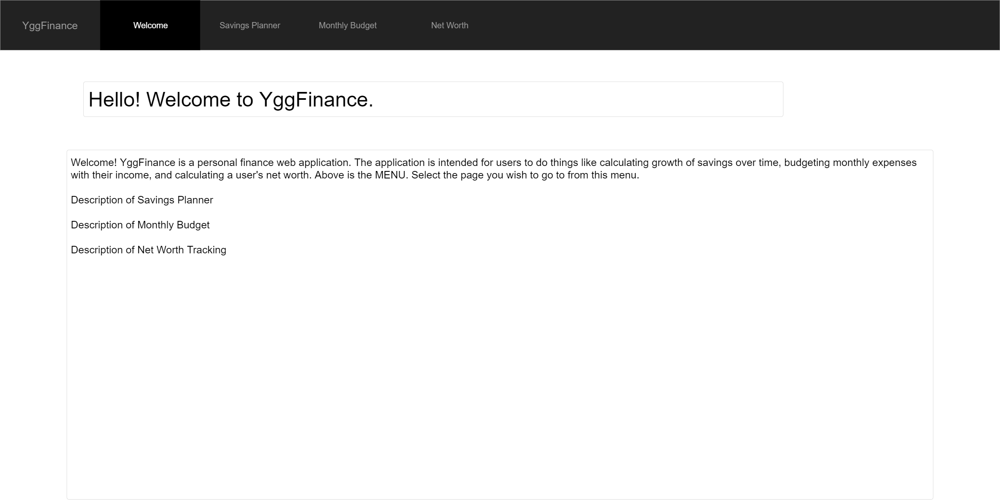 YggFinance
Welcome
Savings Planner
Monthly Budget
Net Worth
Hello! Welcome to YggFinance.
Welcome! YggFinance is a personal finance web application. The application is intended for users to do things like calculating growth of savings over time, budgeting monthly expenses
with their income, and calculating a user's net worth. Above is the MENU. Select the page you wish to go to from this menu.
Description of Savings Planner
Description of Monthly Budget
Description of Net Worth Tracking